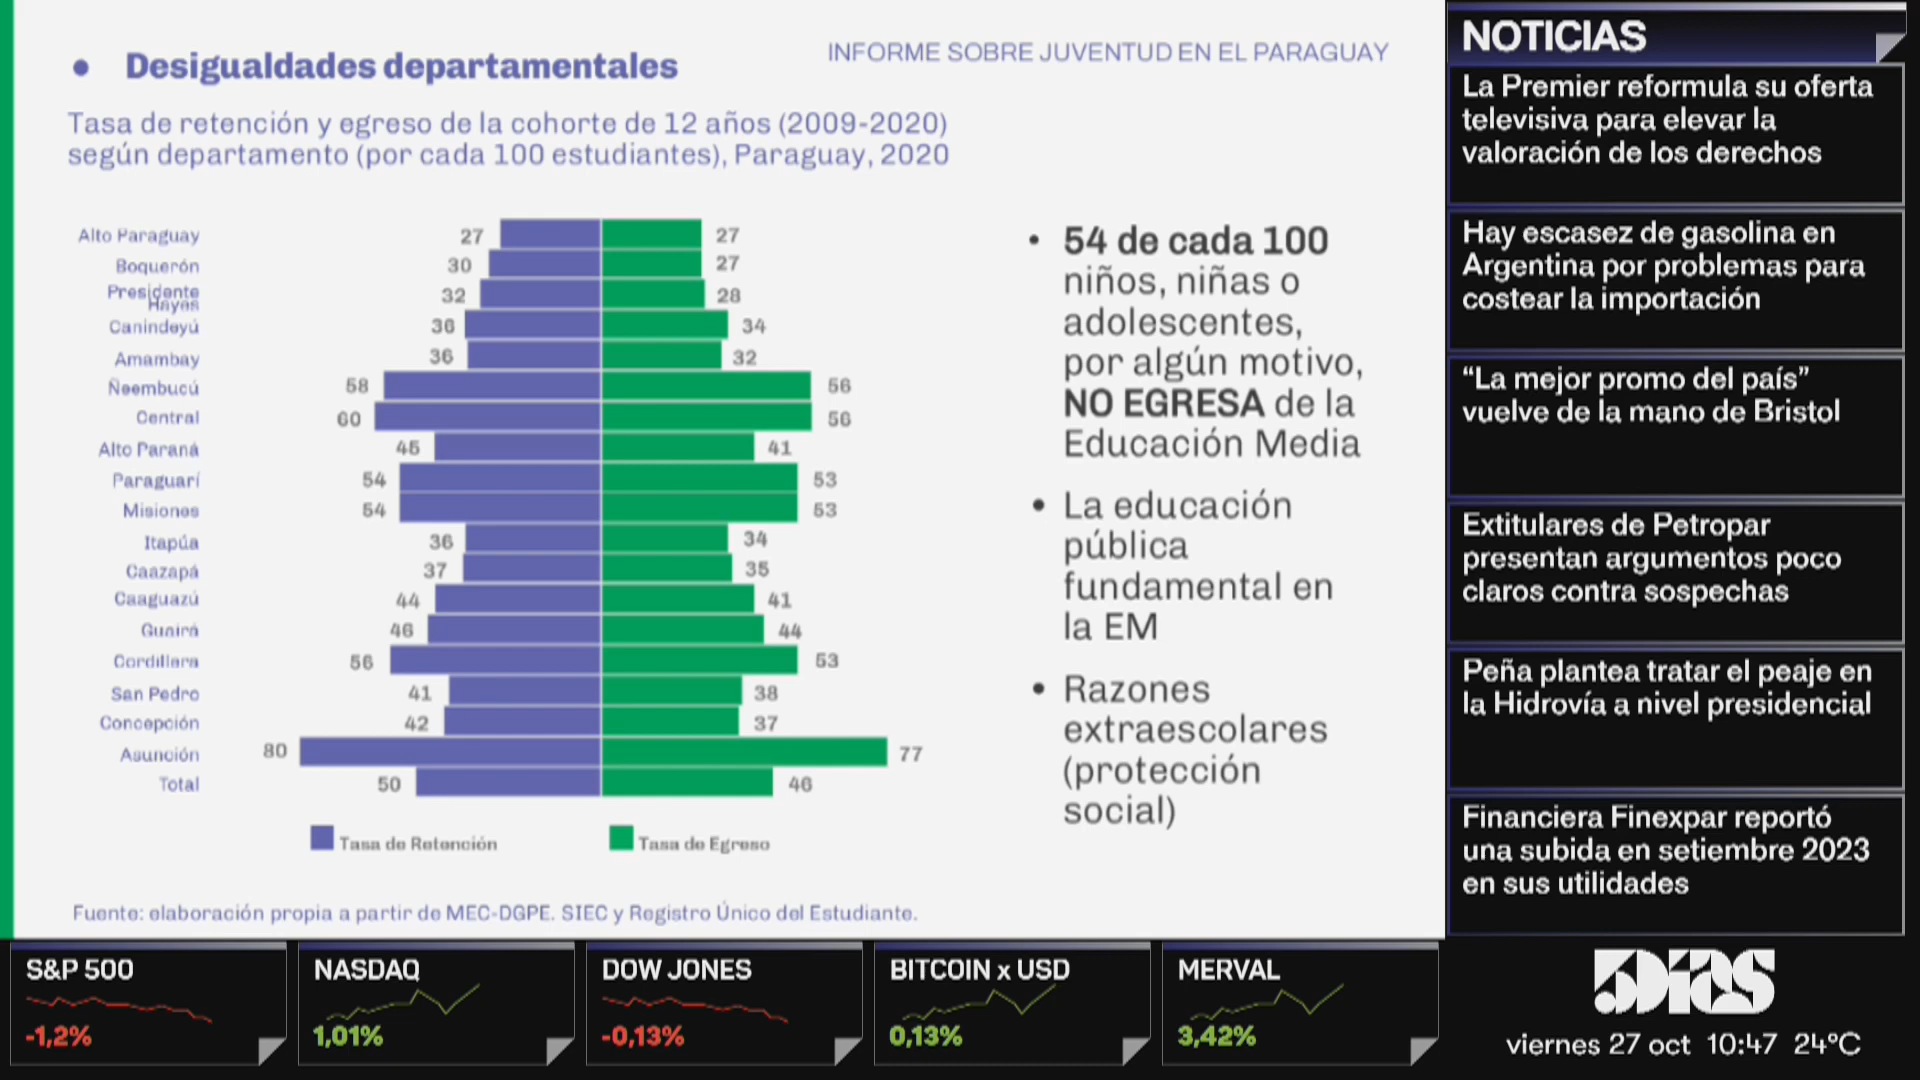 • Desigualdades departamentales
INFORME SOBRE JUVENTUD EN EL PARAGUAY
Tasa de retención y egreso de la cohorte de 12 años (2009-2020)
según departamento (por cada 100 estudiantes), Paraguay, 2020
Alto Paraguay 27 27
Boquerón 30 27
Presidente
Hayes 32 28
Canindeyú 36 34
Amambay 36 32
Ñeembucú 58 56
Central 60 56
Alto Paraná 45 41
Paraguarí 54 53
Misiones 54 53
Itapúa 36 34
Caazapá 37 35
Caaguazú 44 41
Guairá 46 44
Cordillera 56 53
San Pedro 41 38
Concepción 42 37
Asunción 80 77
Total 50 46
Tasa de Retención Tasa de Egreso
Fuente: elaboración propia a partir de MEC-DGPE. SIEC y Registro Único del Estudiante.
• 54 de cada 100
niños, niñas o
adolescentes,
por algún motivo,
NO EGRESA de la
Educación Media
• La educación
pública
fundamental en
la EM
• Razones
extraescolares
(protección
social)
NOTICIAS
La Premier reformula su oferta
televisiva para elevar la
valoración de los derechos
Hay escasez de gasolina en
Argentina por problemas para
costear la importación
“La mejor promo del país”
vuelve de la mano de Bristol
Extitulares de Petropar
presentan argumentos poco
claros contra sospechas
Peña plantea tratar el peaje en
la Hidrovía a nivel presidencial
Financiera Finexpar reportó
una subida en setiembre 2023
en sus utilidades
S&P 500
-1,2%
NASDAQ
1,01%
DOW JONES
-0,13%
BITCOIN x USD
0,13%
MERVAL
3,42%
5Días
viernes 27 oct 10:47 24°C